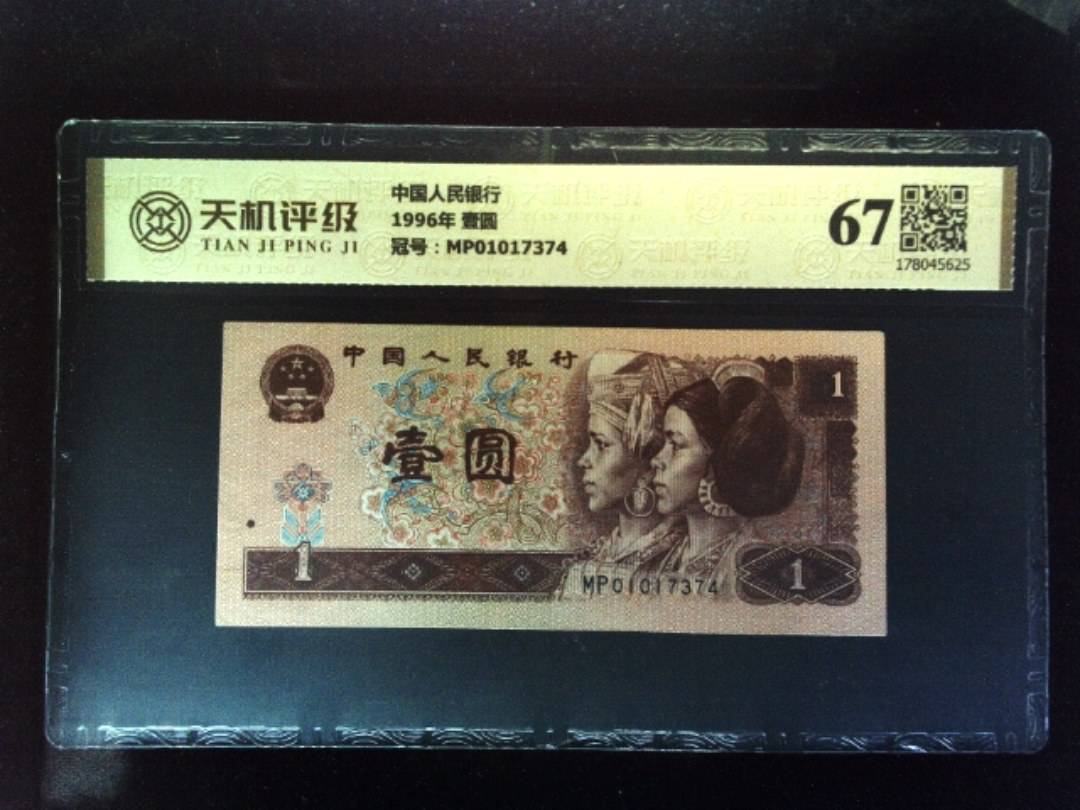 天机评级
TIAN JI PING JI
中国人民银行
1996年 壹圆
冠号：MP01017374
67
178045625
中国人民银行
1
壹圆
1
MP01017374
1